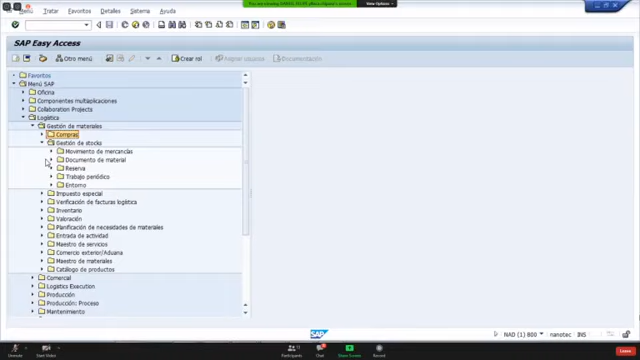 View Options
Menú Tratar Favoritos Detalles Sistema Ayuda
SAP Easy Access
Otro menú Crear rol Asignar usuarios Documentación
Favoritos
Menú SAP
Oficina
Componentes multiaplicaciones
Collaboration Projects
Logística
Gestión de materiales
Compras
Gestión de stocks
Movimiento de mercancías
Documento de material
Reserva
Trabajo periódico
Entorno
Impuesto especial
Verificación de facturas logística
Inventario
Valoración
Planificación de necesidades de materiales
Entrada de actividad
Maestro de servicios
Comercio exterior/Aduana
Maestro de materiales
Catálogo de productos
Comercial
Logistics Execution
Producción
Producción: Proceso
Mantenimiento
SAP
NAD (1) 800 nanotec INS
Unmute Start Video Participants Chat Share Screen Record Leave